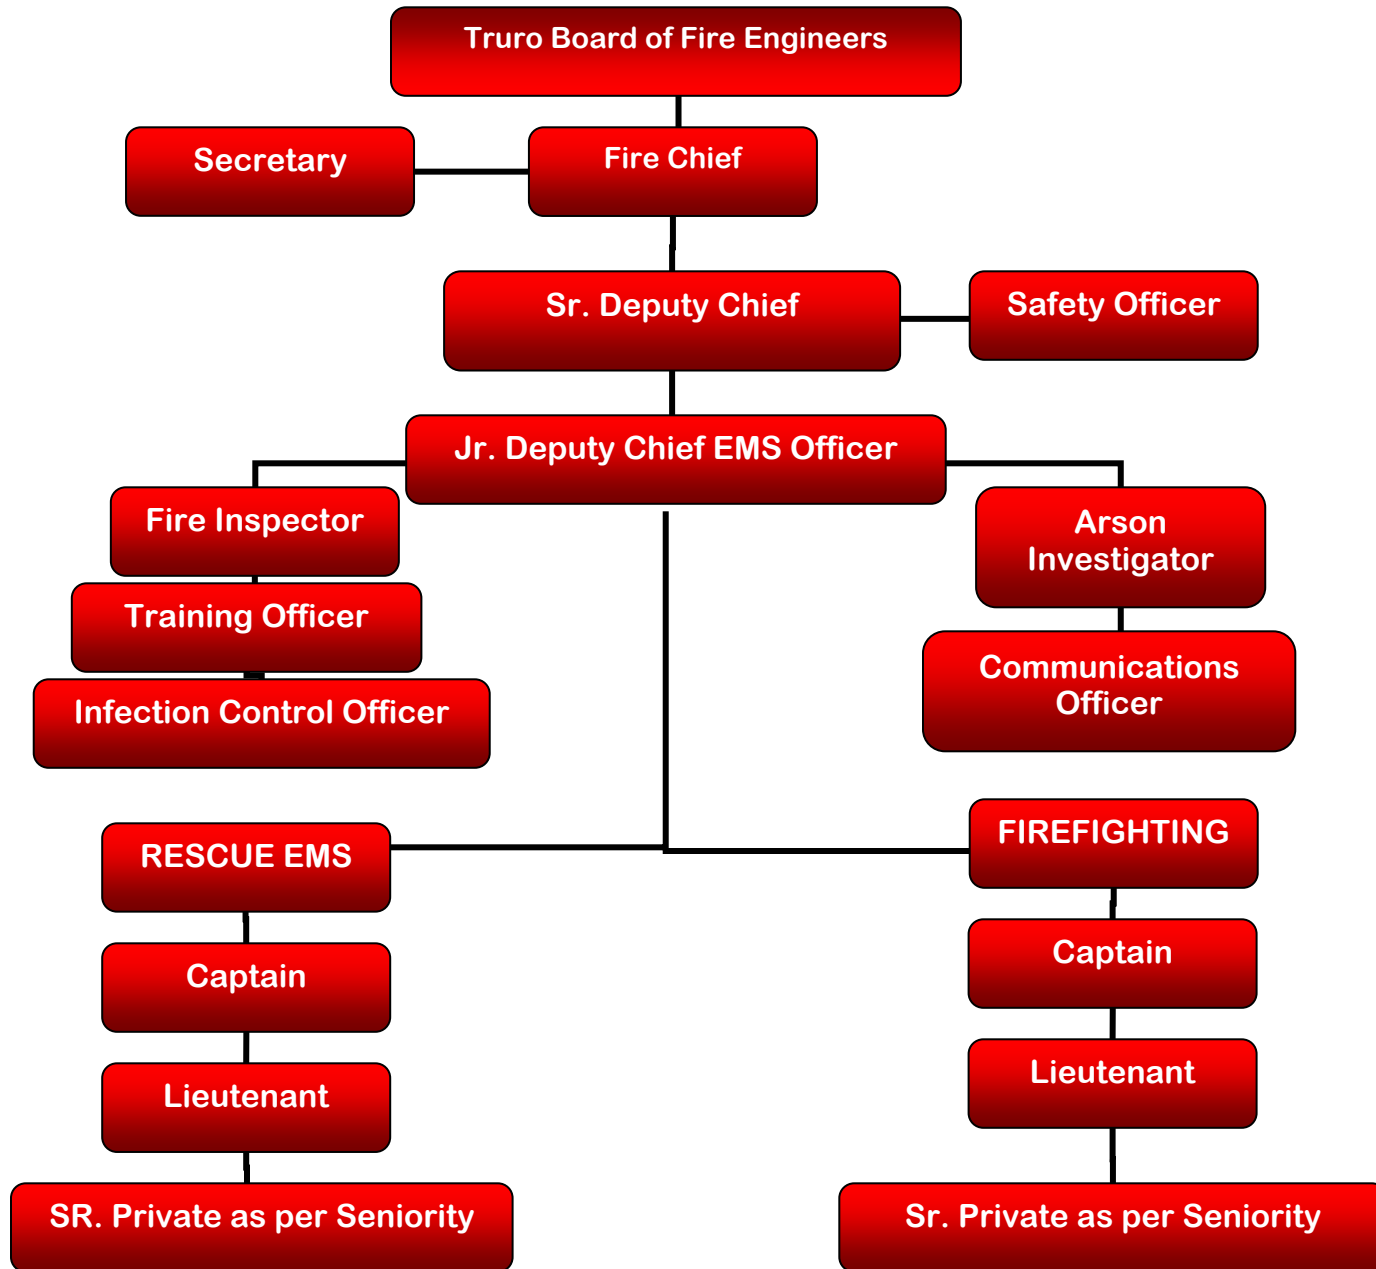 Truro Board of Fire Engineers
Secretary
Fire Chief
Sr. Deputy Chief
Safety Officer
Jr. Deputy Chief EMS Officer
Fire Inspector
Arson
Investigator
Training Officer
Communications
Officer
Infection Control Officer
RESCUE EMS
FIREFIGHTING
Captain
Captain
Lieutenant
Lieutenant
SR. Private as per Seniority
Sr. Private as per Seniority